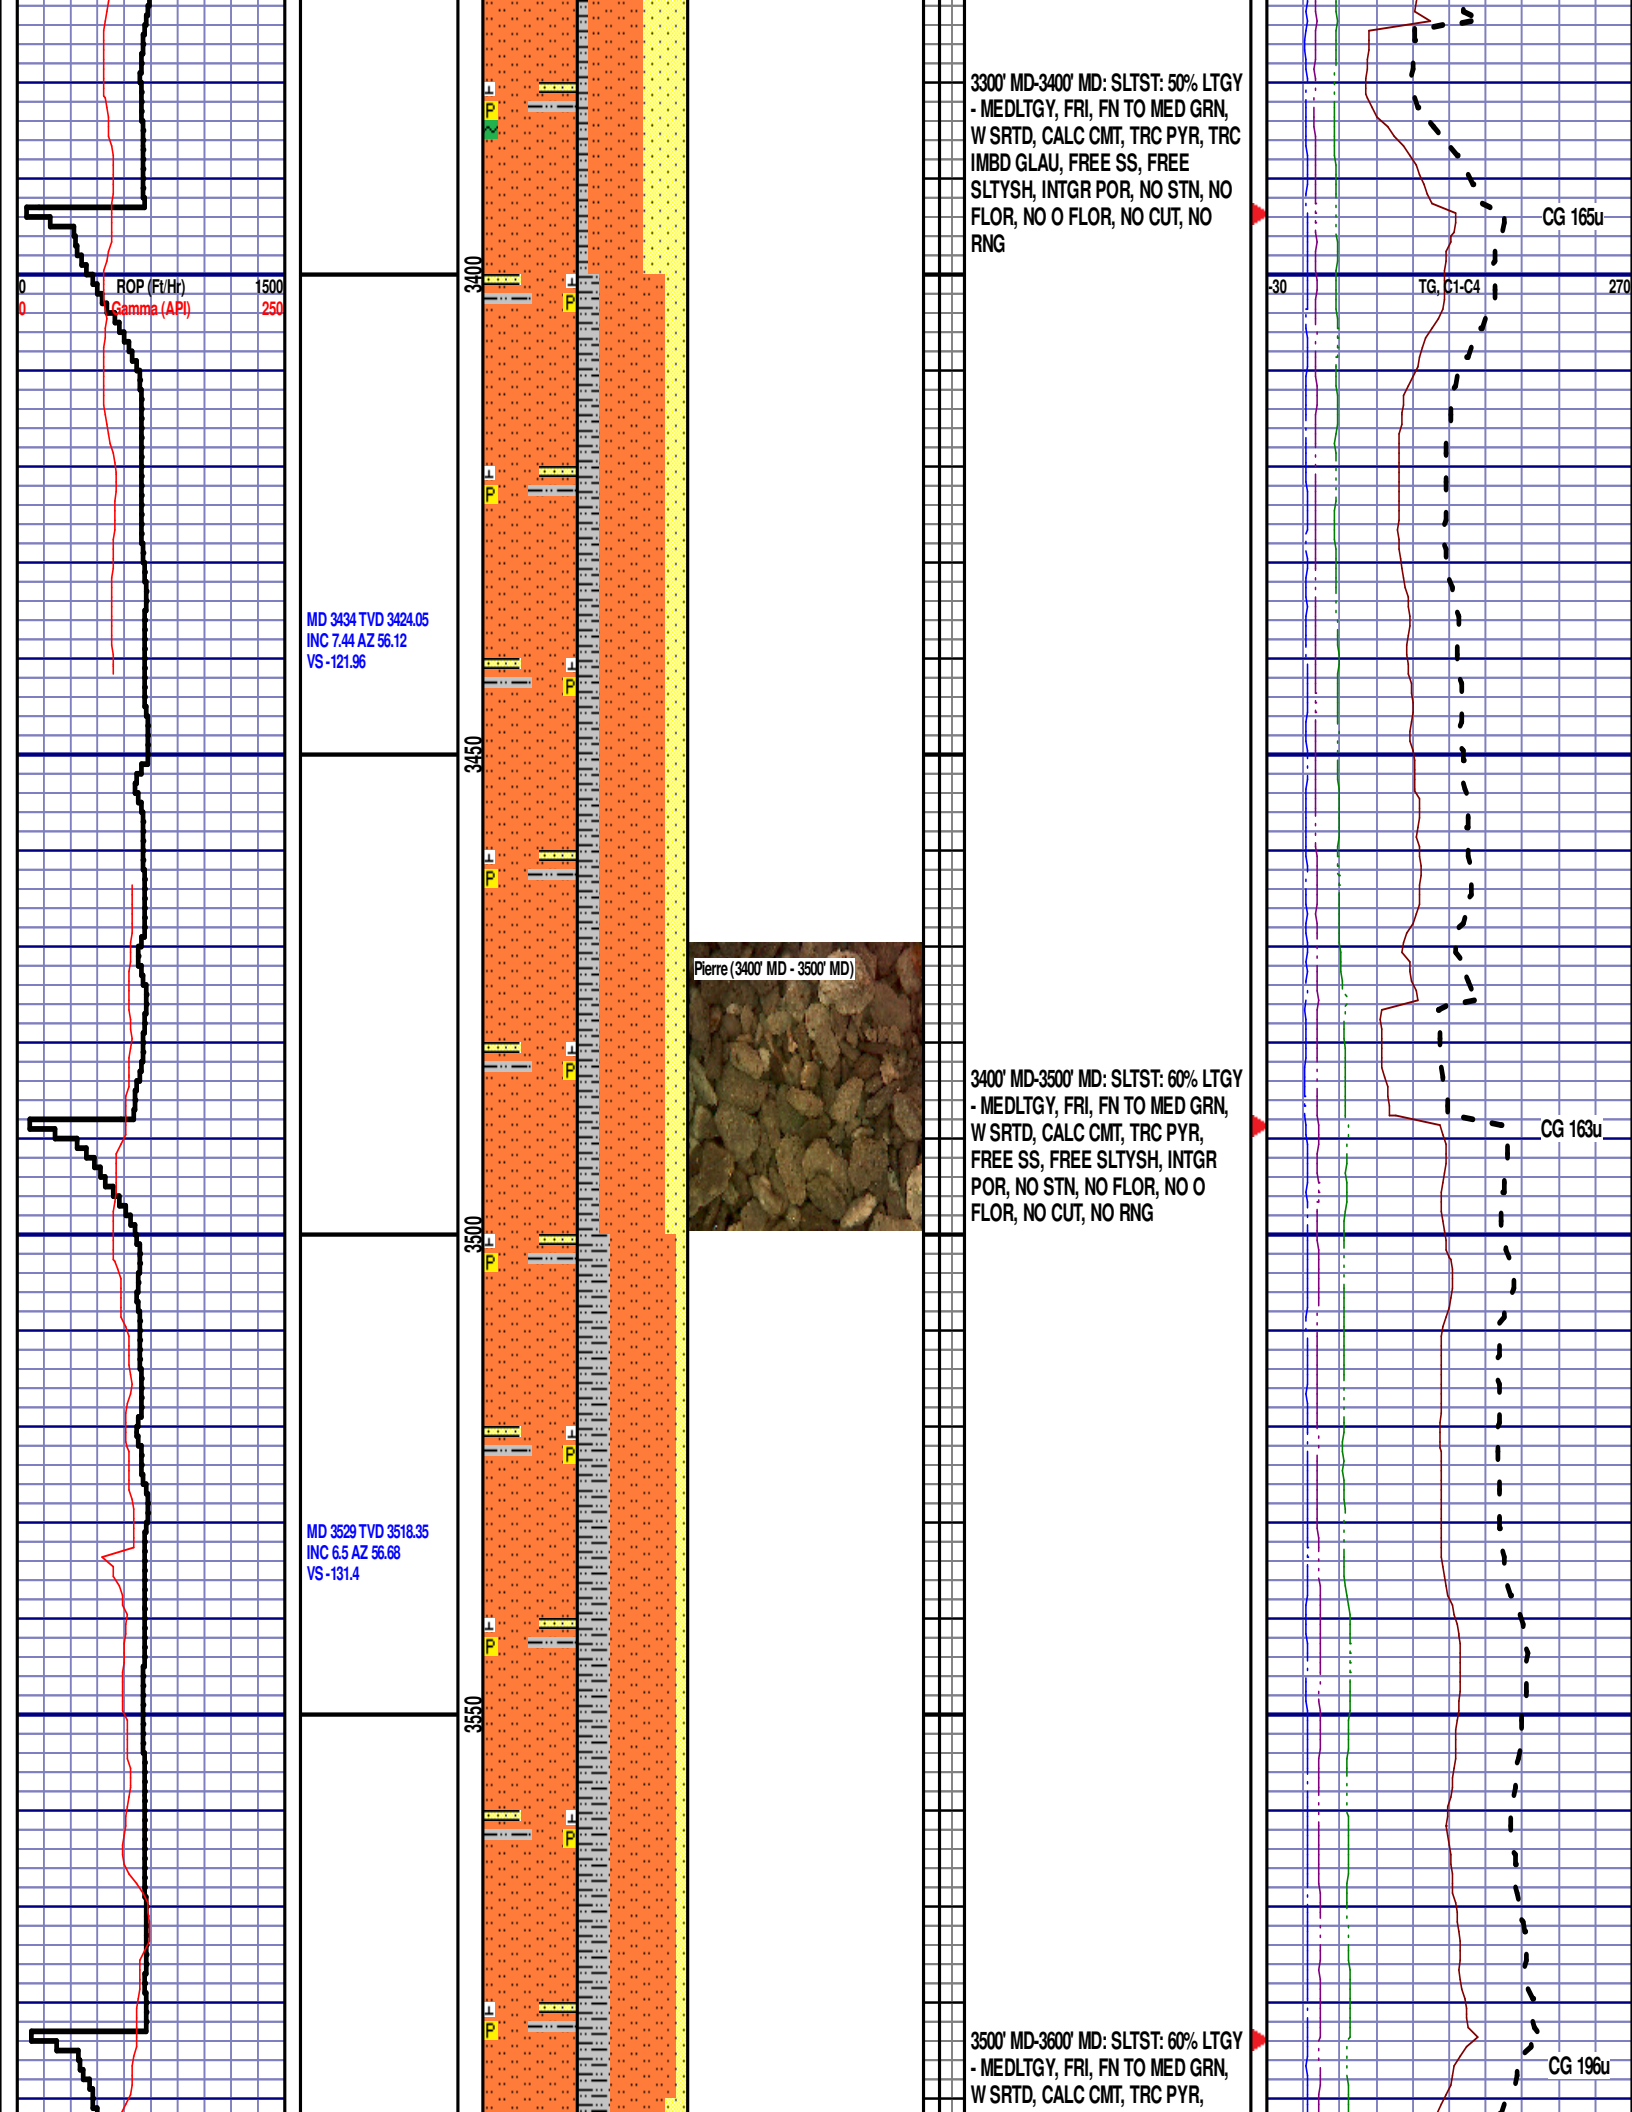 3300' MD-3400' MD: SLTST: 50% LTGY
- MEDLTGY, FRI, FN TO MED GRN,
W SRTD, CALC CMT, TRC PYR, TRC
IMBD GLAU, FREE SS, FREE
SLTYSH, INTGR POR, NO STN, NO
FLOR, NO O FLOR, NO CUT, NO
RNG
P
~
CG 165u
3400
0 ROP (Ft/Hr) 1500
0 Gamma (API) 250
-30 TG, C1-C4 270
P
P
MD 3434 TVD 3424.05
INC 7.44 AZ 56.12
VS -121.96
P
3450
P
Pierre (3400' MD - 3500' MD)
P
3400' MD-3500' MD: SLTST: 60% LTGY
- MEDLTGY, FRI, FN TO MED GRN,
W SRTD, CALC CMT, TRC PYR,
FREE SS, FREE SLTYSH, INTGR
POR, NO STN, NO FLOR, NO O
FLOR, NO CUT, NO RNG
CG 163u
3500
P
P
MD 3529 TVD 3518.35
INC 6.5 AZ 56.68
VS -131.4
P
3550
P
P
3500' MD-3600' MD: SLTST: 60% LTGY
- MEDLTGY, FRI, FN TO MED GRN,
W SRTD, CALC CMT, TRC PYR,
CG 196u